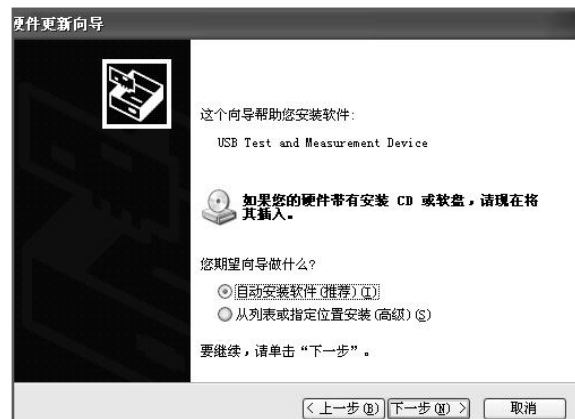 硬件更新向导
这个向导帮助您安装软件:
USB Test and Measurement Device
如果您的硬件带有安装 CD 或软盘，请现在将
其插入。
您期望向导做什么?
自动安装软件(推荐)(I)
从列表或指定位置安装(高级)(S)
要继续，请单击“下一步”。
< 上一步(B) 下一步(N) > 取消